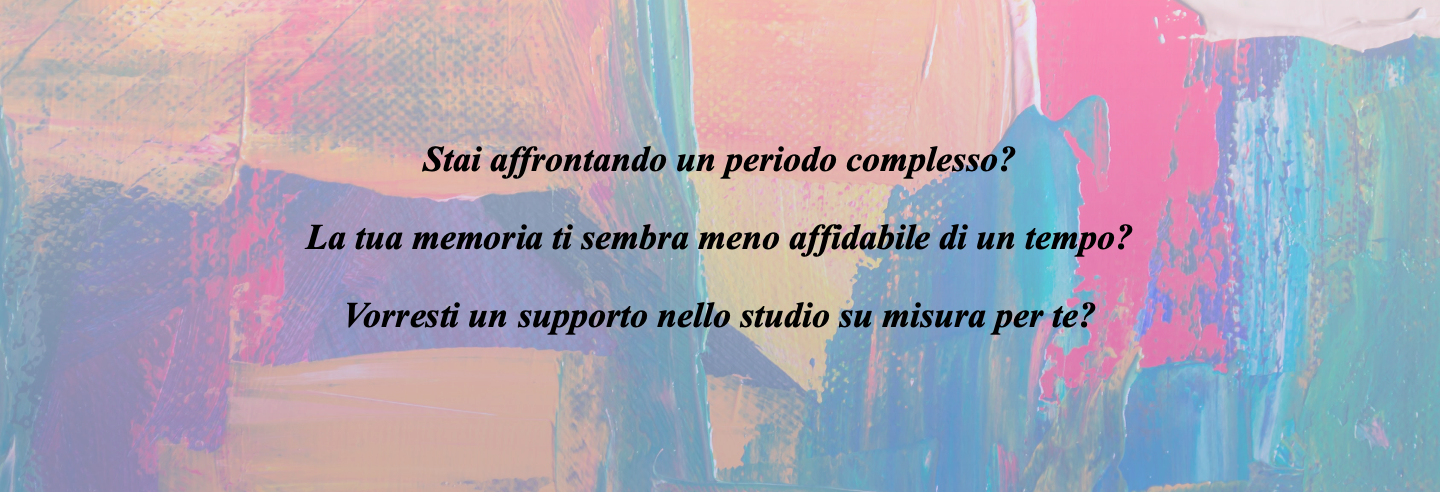 Stai affrontando un periodo complesso?
La tua memoria ti sembra meno affidabile di un tempo?
Vorresti un supporto nello studio su misura per te?